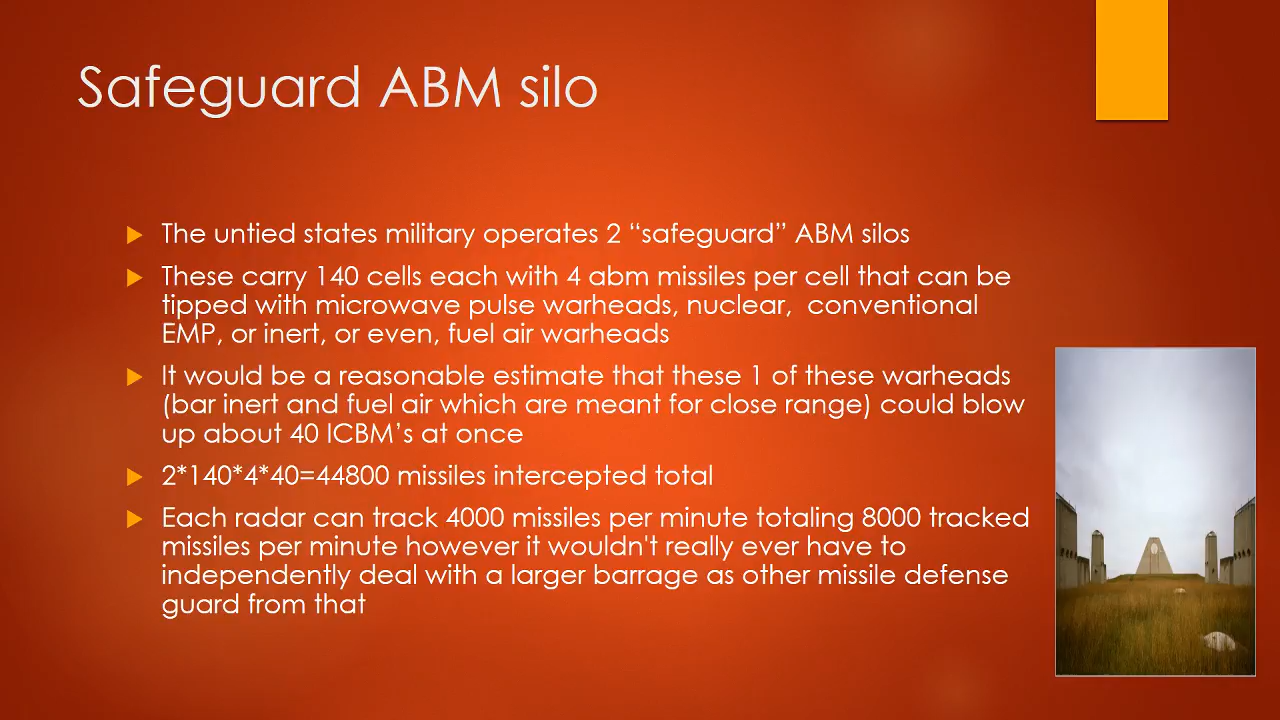 Safeguard ABM silo
The untied states military operates 2 “safeguard” ABM silos
These carry 140 cells each with 4 abm missiles per cell that can be
tipped with microwave pulse warheads, nuclear,  conventional
EMP, or inert, or even, fuel air warheads
It would be a reasonable estimate that these 1 of these warheads
(bar inert and fuel air which are meant for close range) could blow
up about 40 ICBM’s at once
2*140*4*40=44800 missiles intercepted total
Each radar can track 4000 missiles per minute totaling 8000 tracked
missiles per minute however it wouldn't really ever have to
independently deal with a larger barrage as other missile defense
guard from that